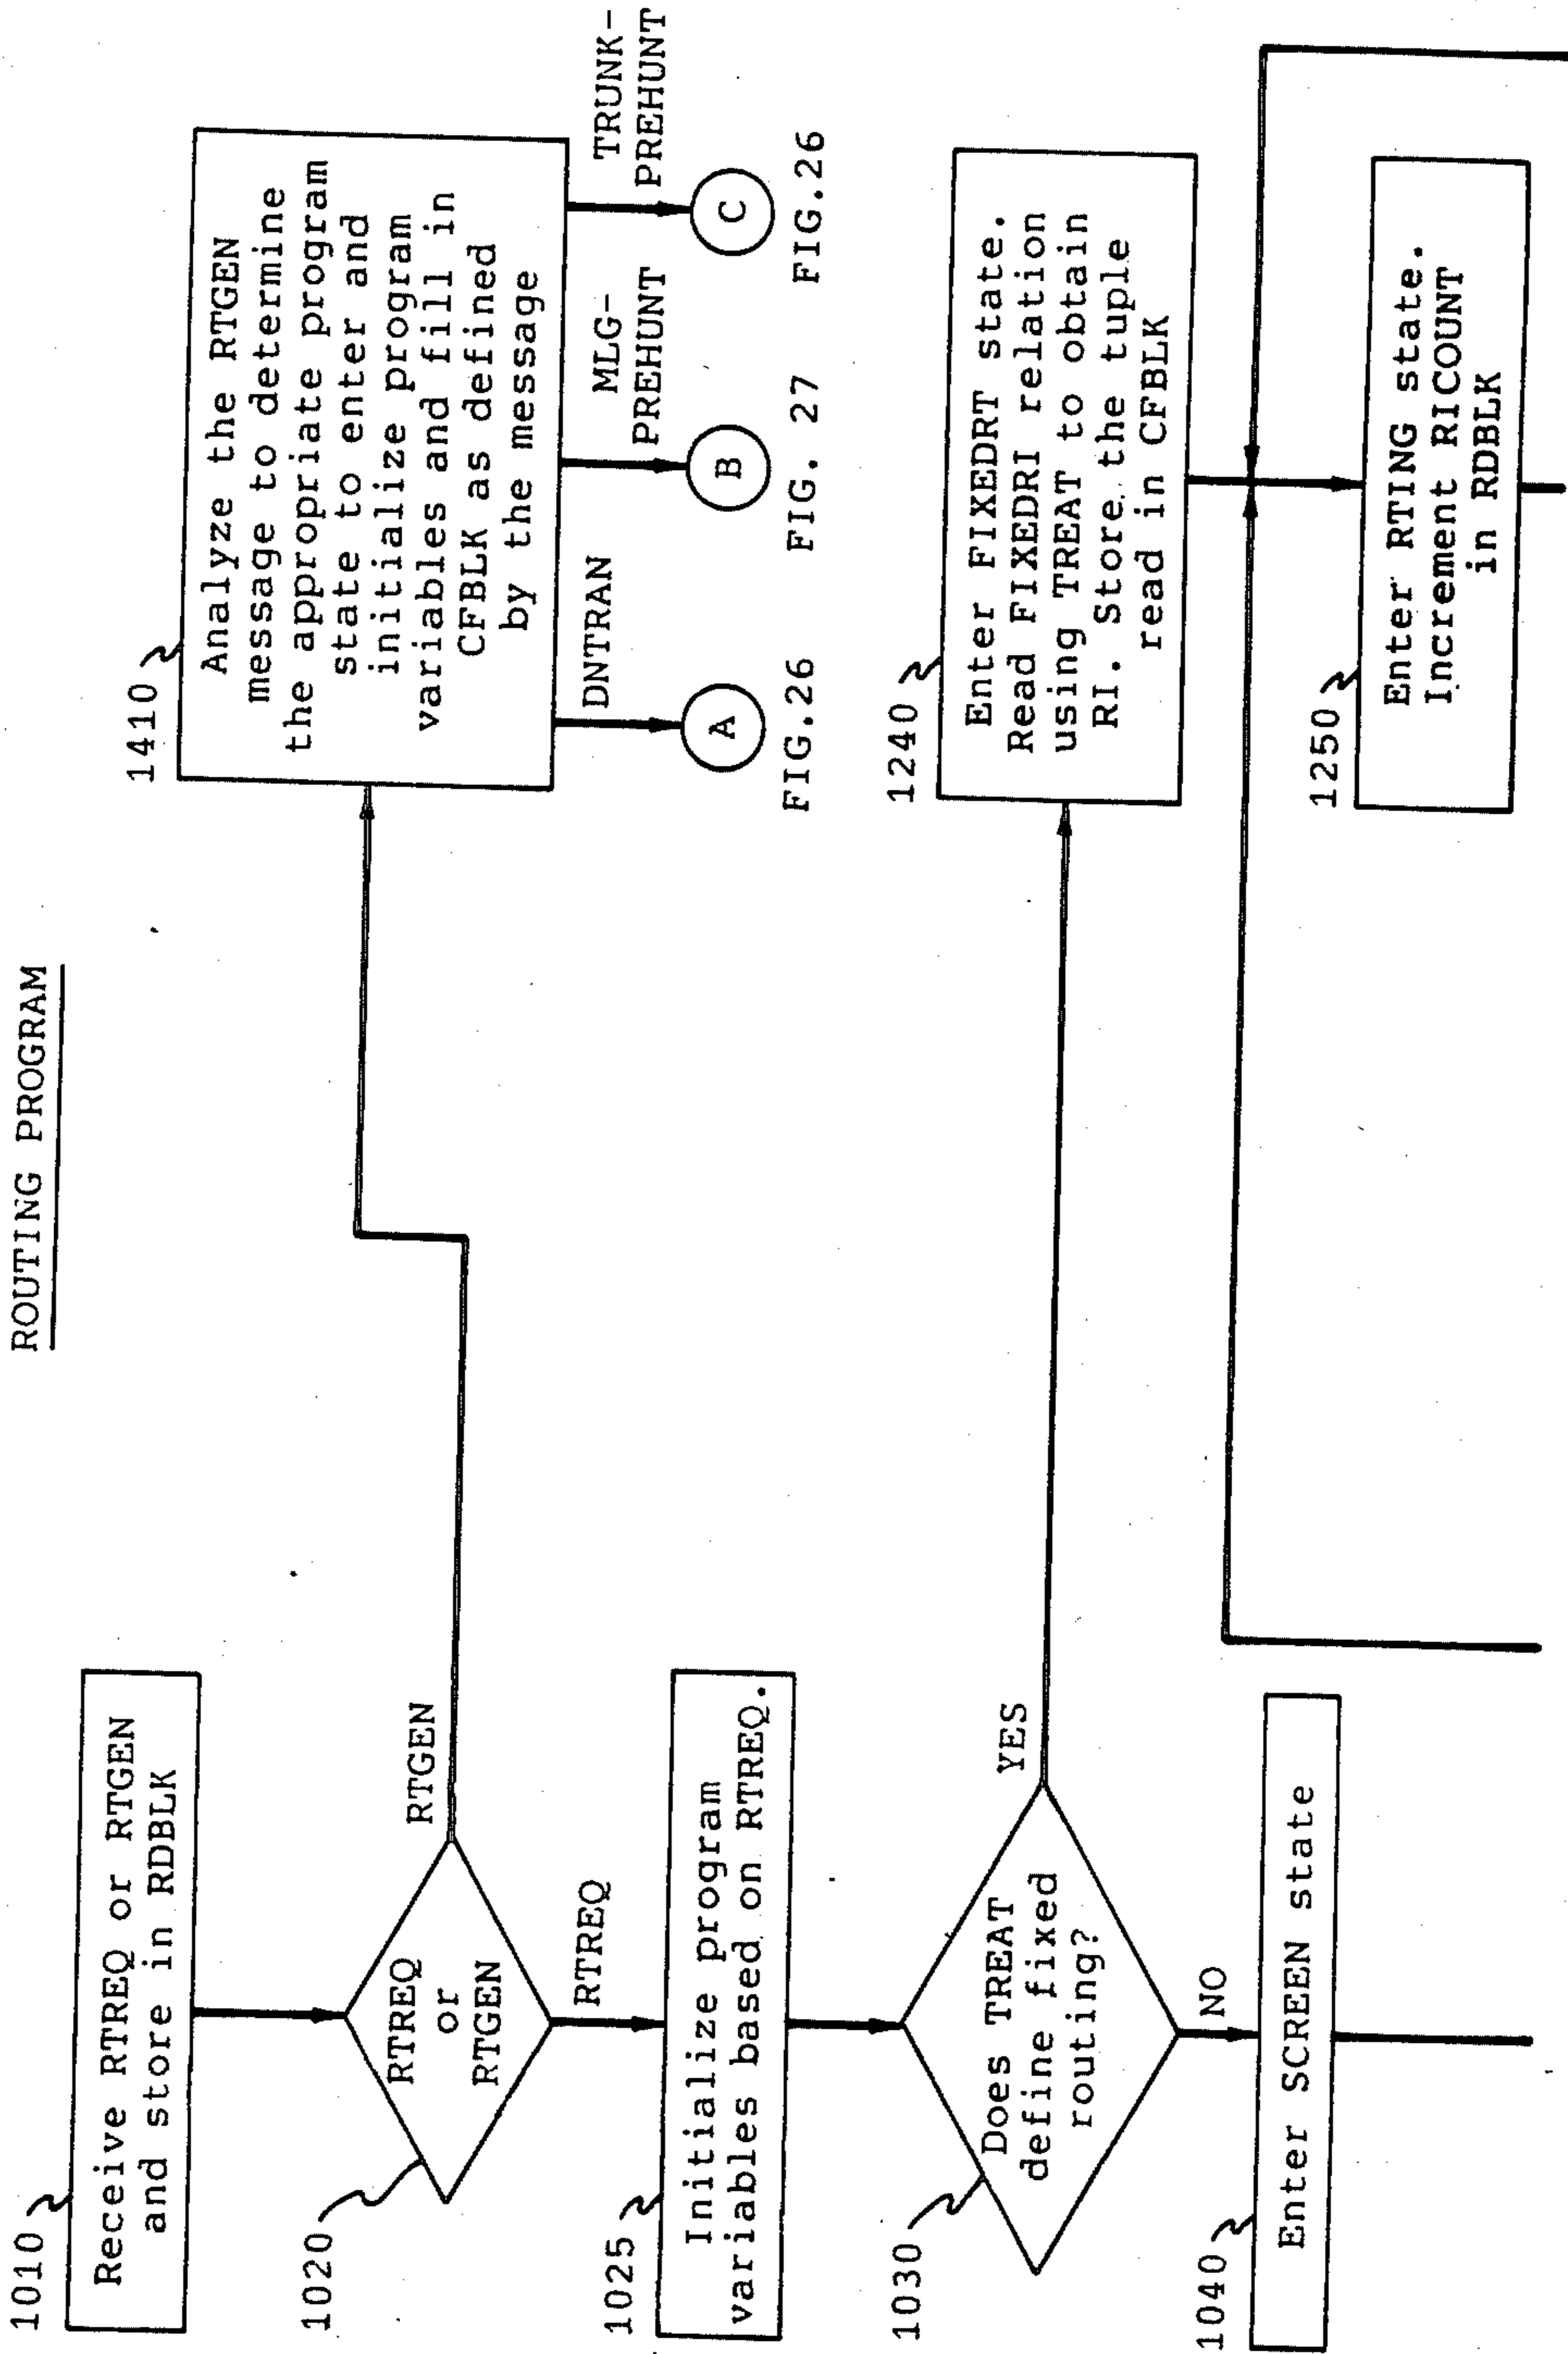 ROUTING PROGRAM
1010
Receive RTREQ or RTGEN
and store in RDBLK
1020
RTREQ
or
RTGEN
RTGEN
RTREQ
1025
Initialize program
variables based on RTREQ.
1030
Does TREAT
define fixed
routing?
YES
NO
1040
Enter SCREEN state
1410
Analyze the RTGEN
message to determine
the appropriate program
state to enter and
initialize program
variables and fill in
CFBLK as defined
by the message
DNTRAN
MLG-
PREHUNT
TRUNK-
PREHUNT
A
B
C
FIG.26
FIG. 27
FIG.26
1240
Enter FIXEDRT state.
Read FIXEDRI relation
using TREAT to obtain
RI. Store the tuple
read in CFBLK
1250
Enter RTING state.
Increment RICOUNT
in RDBLK